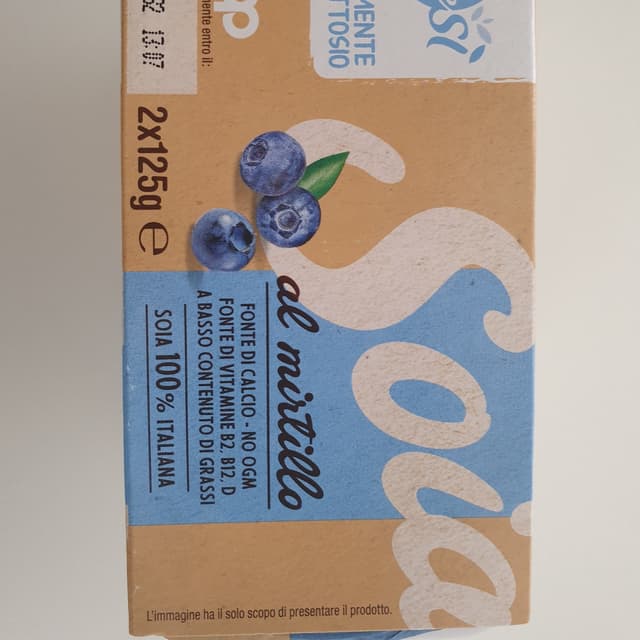 MENTE
TTOSIO
mente entro il:
13:07
2x125g e
Soia
al mirtillo
FONTE DI CALCIO - NO OGM
FONTE DI VITAMINE B2, B12, D
A BASSO CONTENUTO DI GRASSI
SOIA 100% ITALIANA
L'immagine ha il solo scopo di presentare il prodotto.